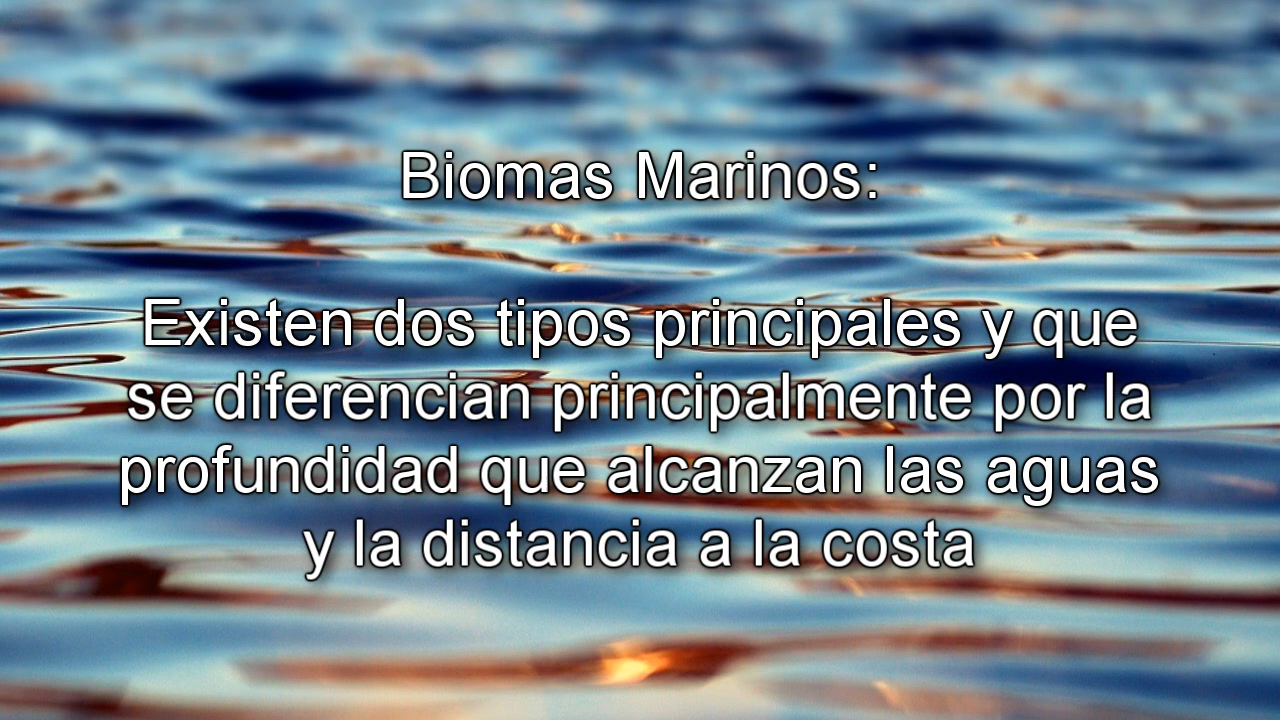 Biomas Marinos:
Existen dos tipos principales y que
se diferencian principalmente por la
profundidad que alcanzan las aguas
y la distancia a la costa